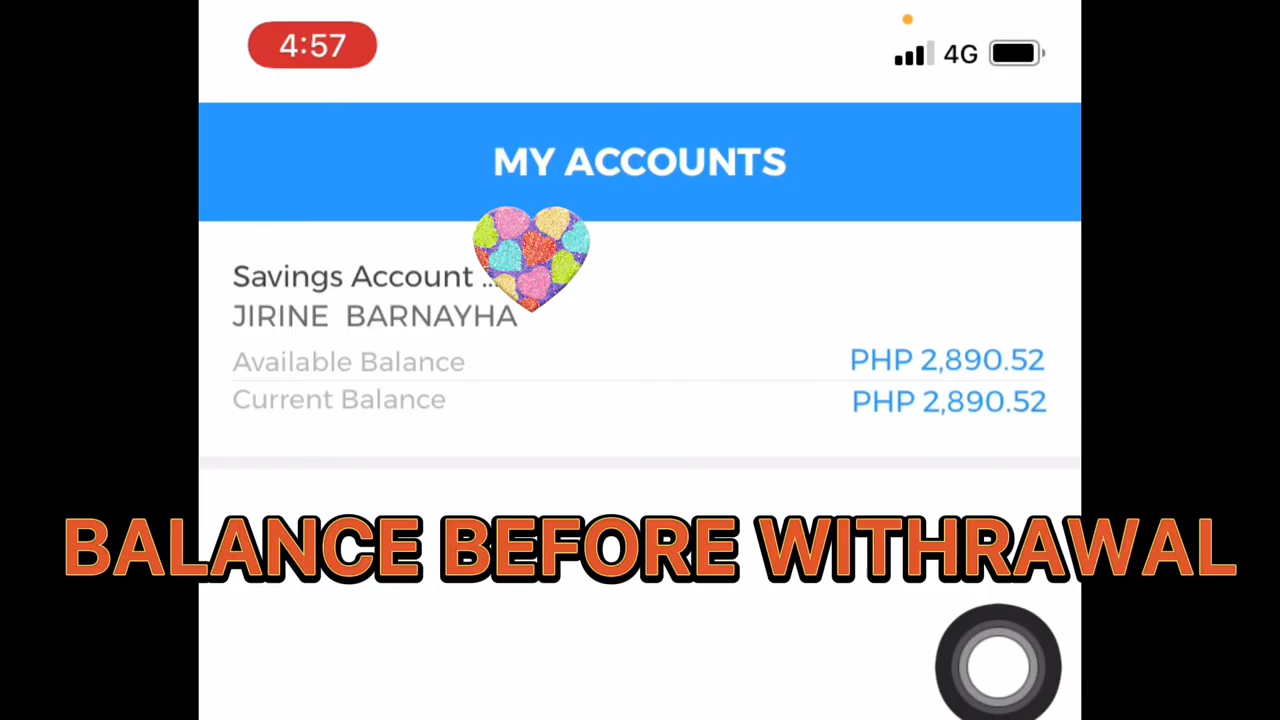 4:57
4G
MY ACCOUNTS
Savings Account ...
JIRINE BARNAYHA
Available Balance PHP 2,890.52
Current Balance PHP 2,890.52
BALANCE BEFORE WITHRAWAL